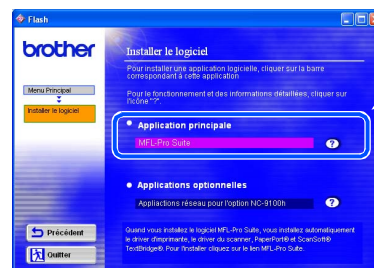 Flash
brother
Installer le logiciel
Pour installer une application logicielle, cliquer sur la barre
correspondant à cette application
Pour le fonctionnement et des informations détaillées, cliquer sur
l'icône "?".
Menu Principal
Installer le logiciel
Application principale
MFL-Pro Suite
?
Applications optionnelles
Appliactions réseau pour l'option NC-9100h
?
Quand vous installez le logiciel MFL-Pro Suite, vous installez automatiquement
le driver d'imprimante, le driver du scanner, PaperPort® et ScanSoft®
TextBridge®. Pour l'installer cliquez sur le lien MFL-Pro Suite.
Précédent
Quitter